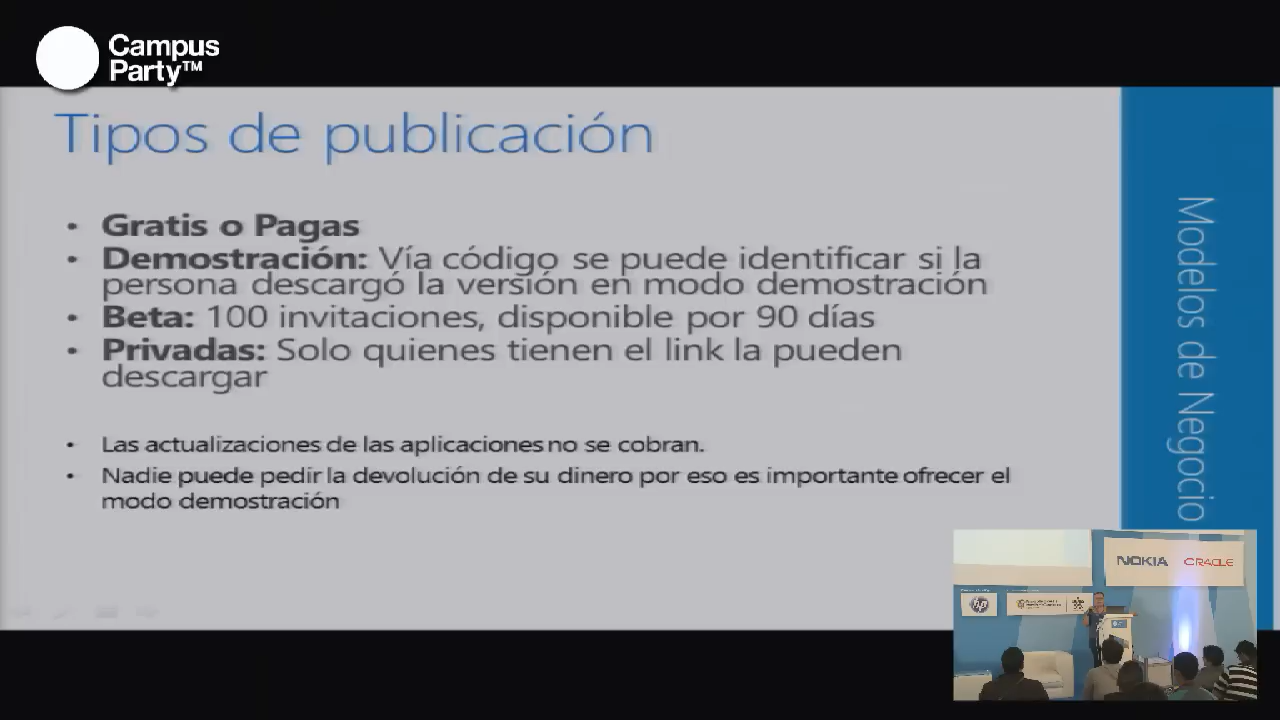 Campus
Party™
Tipos de publicación
• Gratis o Pagas
• Demostración: Vía código se puede identificar si la
persona descargó la versión en modo demostración
• Beta: 100 invitaciones, disponible por 90 días
• Privadas: Solo quienes tienen el link la pueden
descargar
• Las actualizaciones de las aplicaciones no se cobran.
• Nadie puede pedir la devolución de su dinero por eso es importante ofrecer el
modo demostración
Modelos de Negocio
NOKIA ORACLE
hp